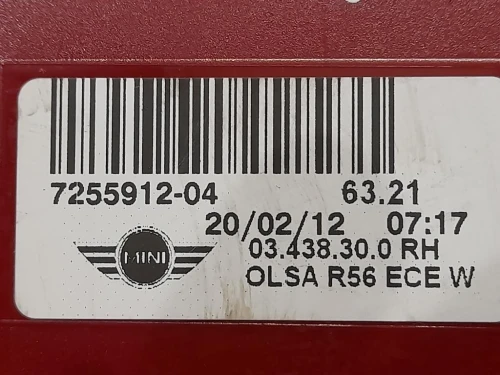 7255912-04 63.21
20/02/12 07:17
03.438.30.0 RH
MINI
OLSA R56 ECE W